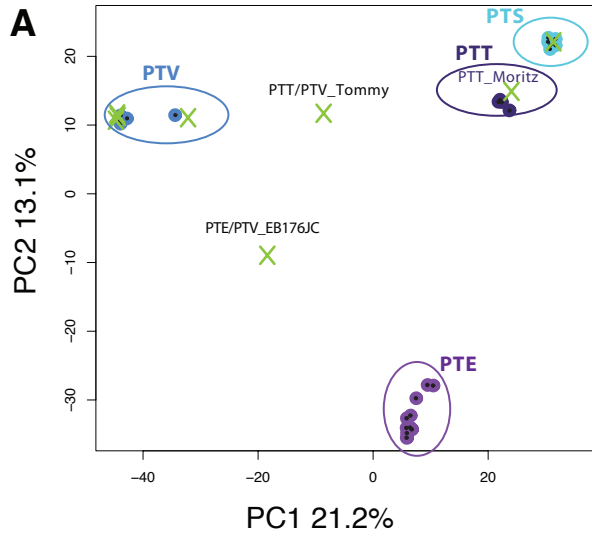 A
PTS
PTT
PTV
PTT_Moritz
PTT/PTV_Tommy
PTE/PTV_EB176JC
PTE
20
10
0
−10
−20
−30
PC2 13.1%
−40
−20
0
20
PC1 21.2%